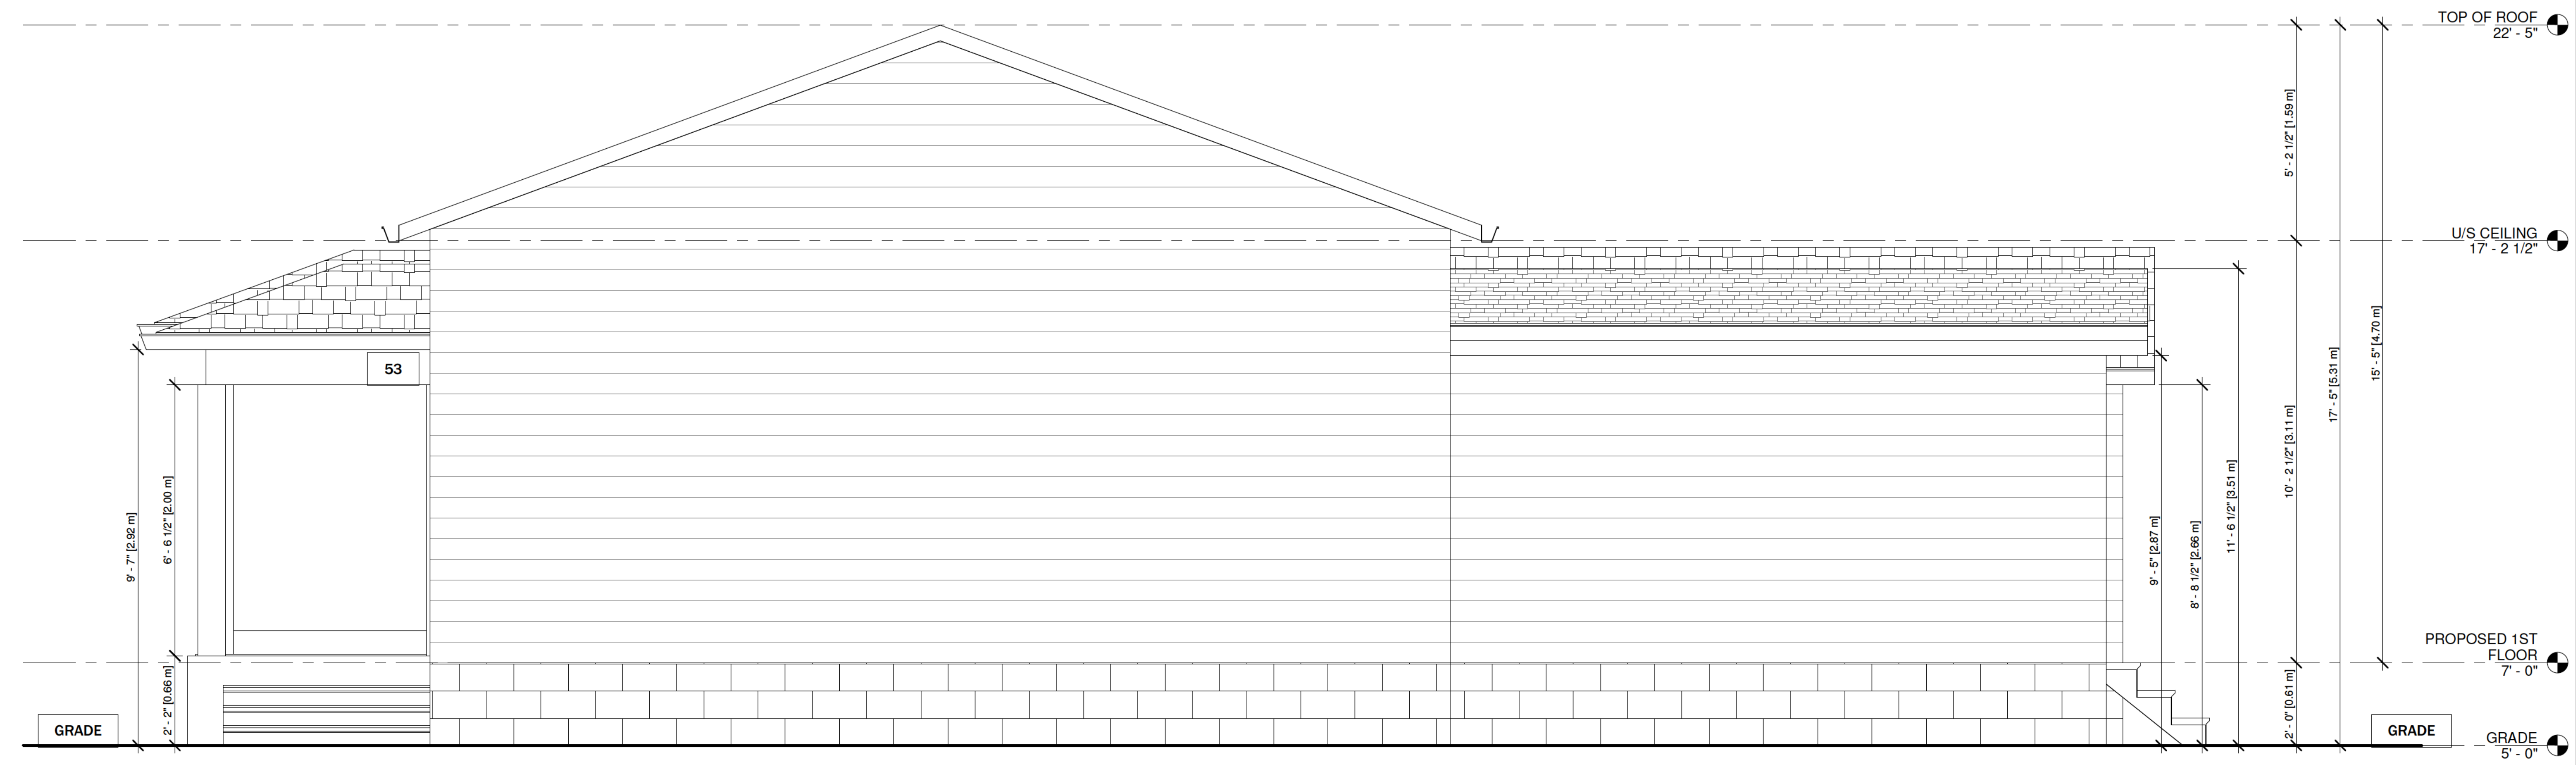 TOP OF ROOF
22' - 5"
5' - 2 1/2" [1.59 m]
U/S CEILING
17' - 2 1/2"
15' - 5" [4.70 m]
17' - 5" [5.31 m]
53
10' - 2 1/2" [3.11 m]
11' - 6 1/2" [3.51 m]
6' - 6 1/2" [2.00 m]
9' - 7" [2.92 m]
9' - 5" [2.87 m]
8' - 8 1/2" [2.66 m]
PROPOSED 1ST
FLOOR
7' - 0"
2' - 2" [0.66 m]
2' - 0" [0.61 m]
GRADE
GRADE
GRADE
5' - 0"